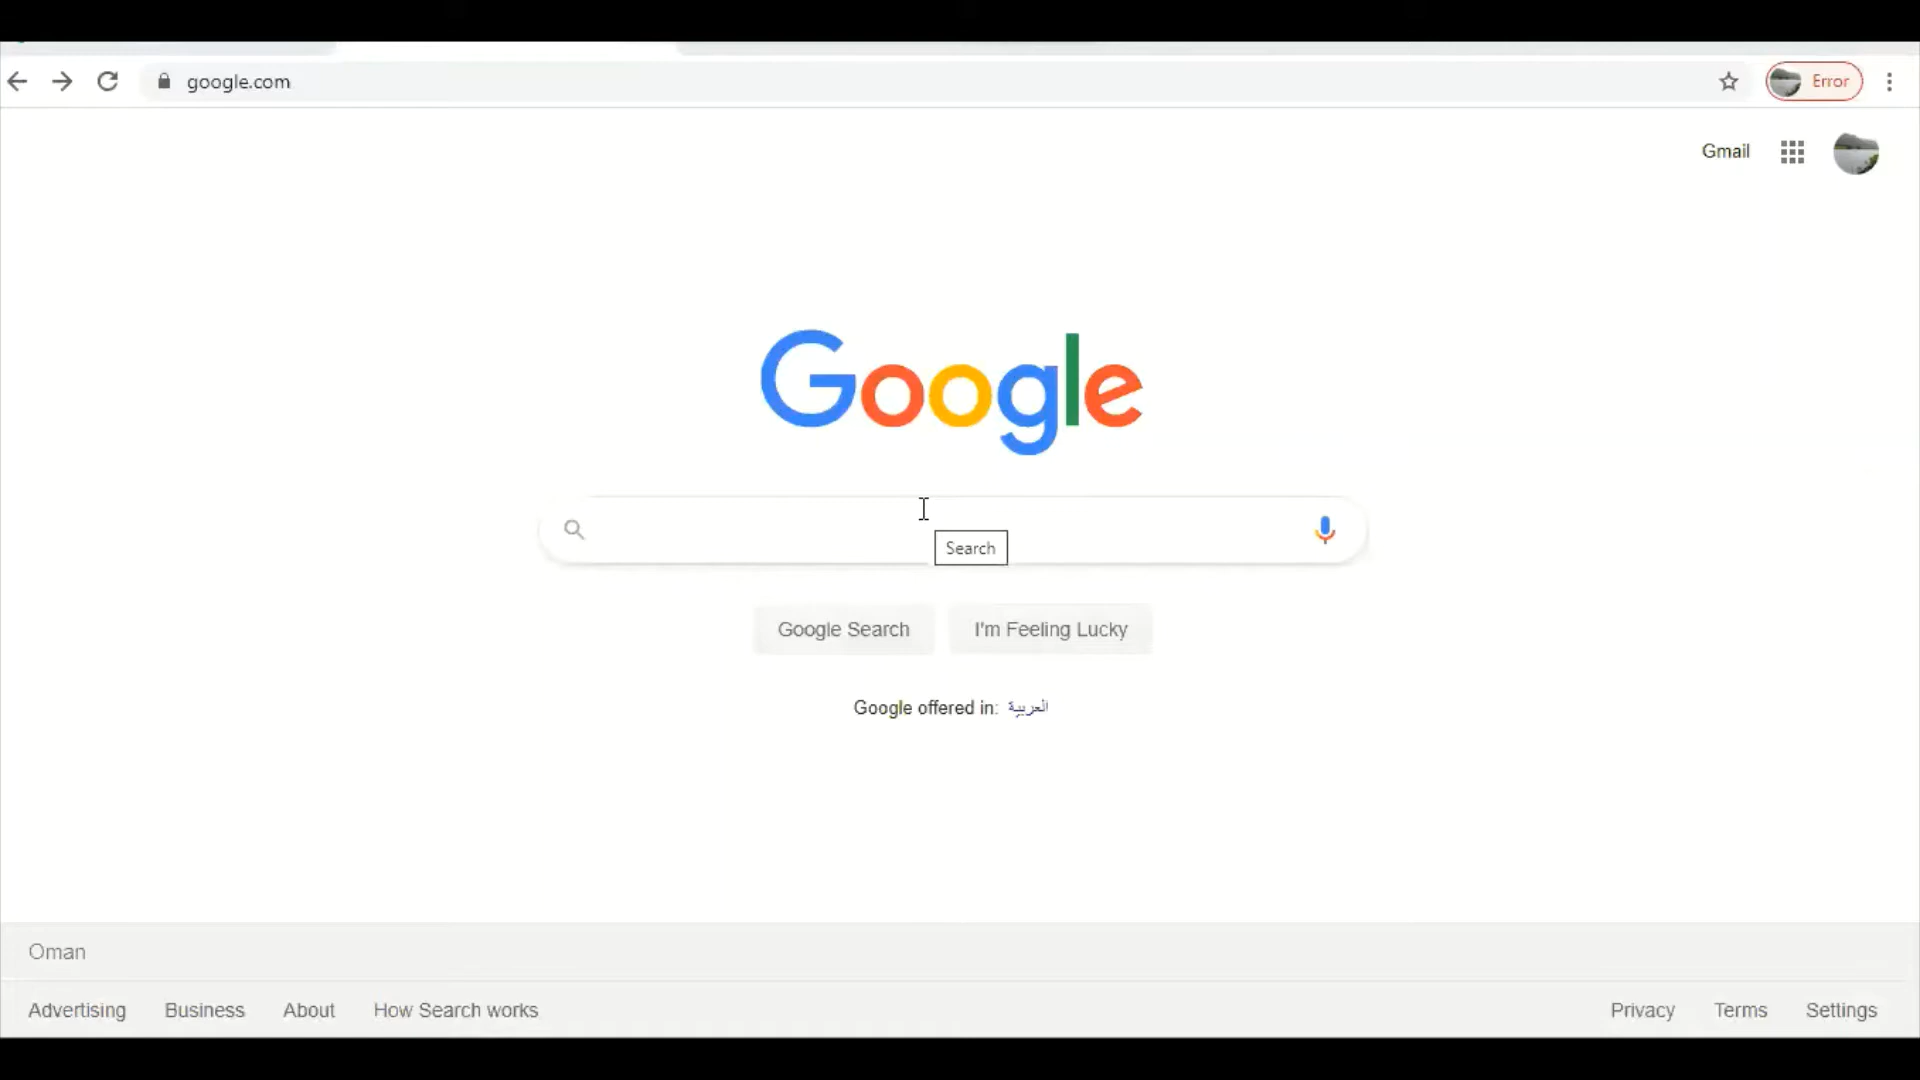 google.com
Error
Gmail
Google
Search
Google Search
I'm Feeling Lucky
Google offered in: العربية
Oman
Advertising Business About How Search works
Privacy Terms Settings